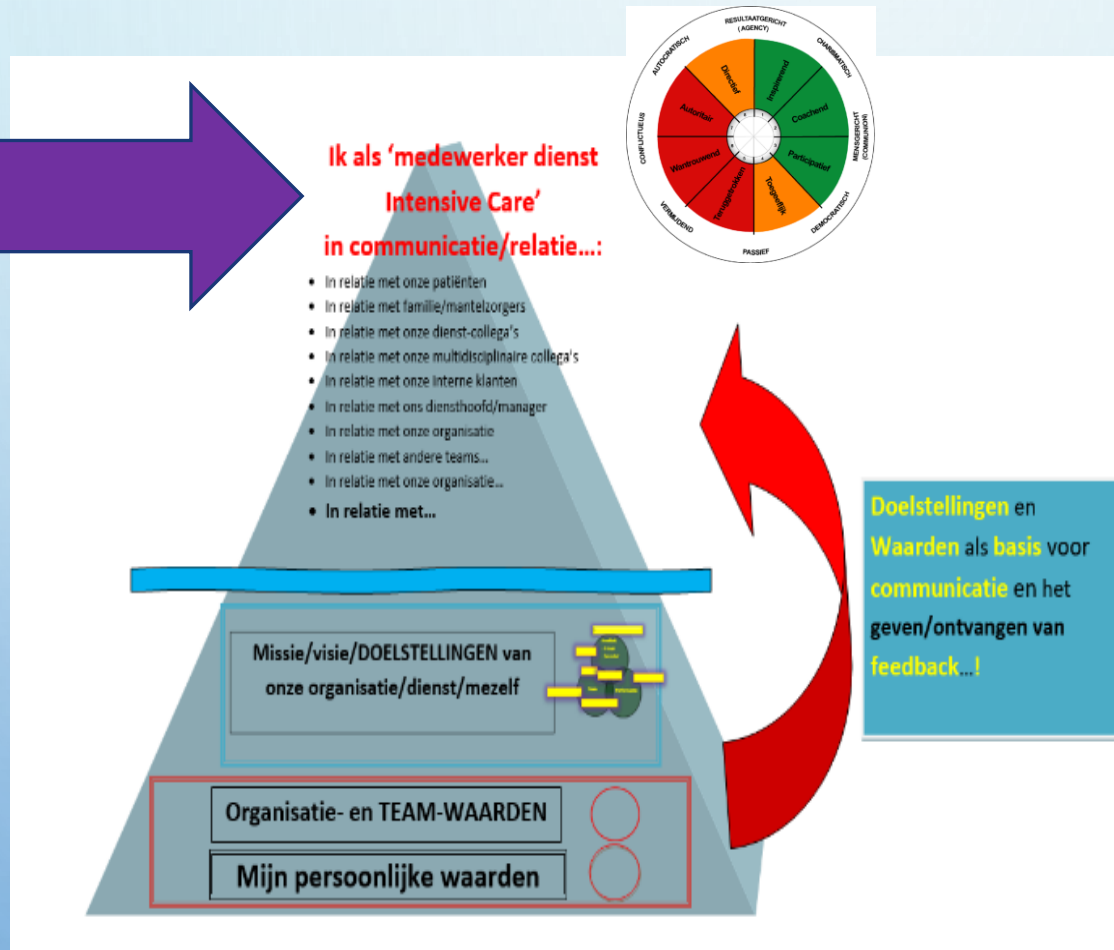 RESULTAATGERICHT
(AGENCY)
AUTOCRATISCH
CHARISMATISCH
CONFLICTUEUS
MENSGERICHT
(COMMUNION)
VERMIJDEND
DEMOCRATISCH
PASSIEF
Directief
Inspirerend
Autoritair
Coachend
Wantrouwend
Participatief
Teruggetrokken
Toegeeflijk
Ik als ‘medewerker dienst
Intensive Care’
in communicatie/relatie...:
• In relatie met onze patiënten
• In relatie met familie/mantelzorgers
• In relatie met onze dienst-collega's
• In relatie met onze multidisciplinaire collega's
• In relatie met onze interne klanten
• In relatie met ons diensthoofd/manager
• In relatie met onze organisatie
• In relatie met andere teams...
• In relatie met onze organisatie...
• In relatie met...
Doelstellingen en
Waarden als basis voor
communicatie en het
geven/ontvangen van
feedback...!
Missie/visie/DOELSTELLINGEN van
onze organisatie/dienst/mezelf
Organisatie- en TEAM-WAARDEN
Mijn persoonlijke waarden